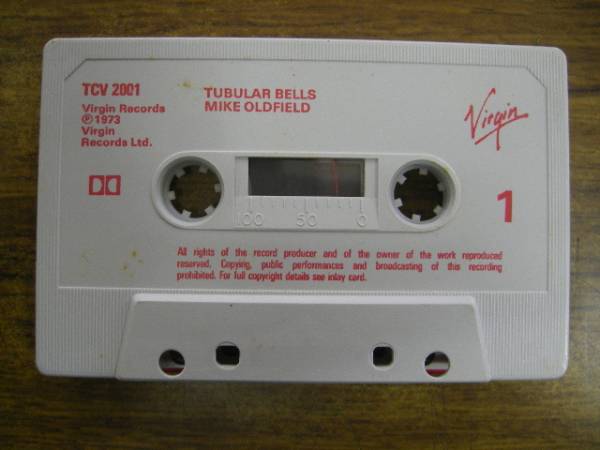 TCV 2001
Virgin Records
℗1973
Virgin
Records Ltd.
TUBULAR BELLS
MIKE OLDFIELD
Virgin
1
100 50 0
All rights of the record producer and of the owner of the work reproduced
reserved. Copying, public performances and broadcasting of this recording
prohibited. For full copyright details see inlay card.